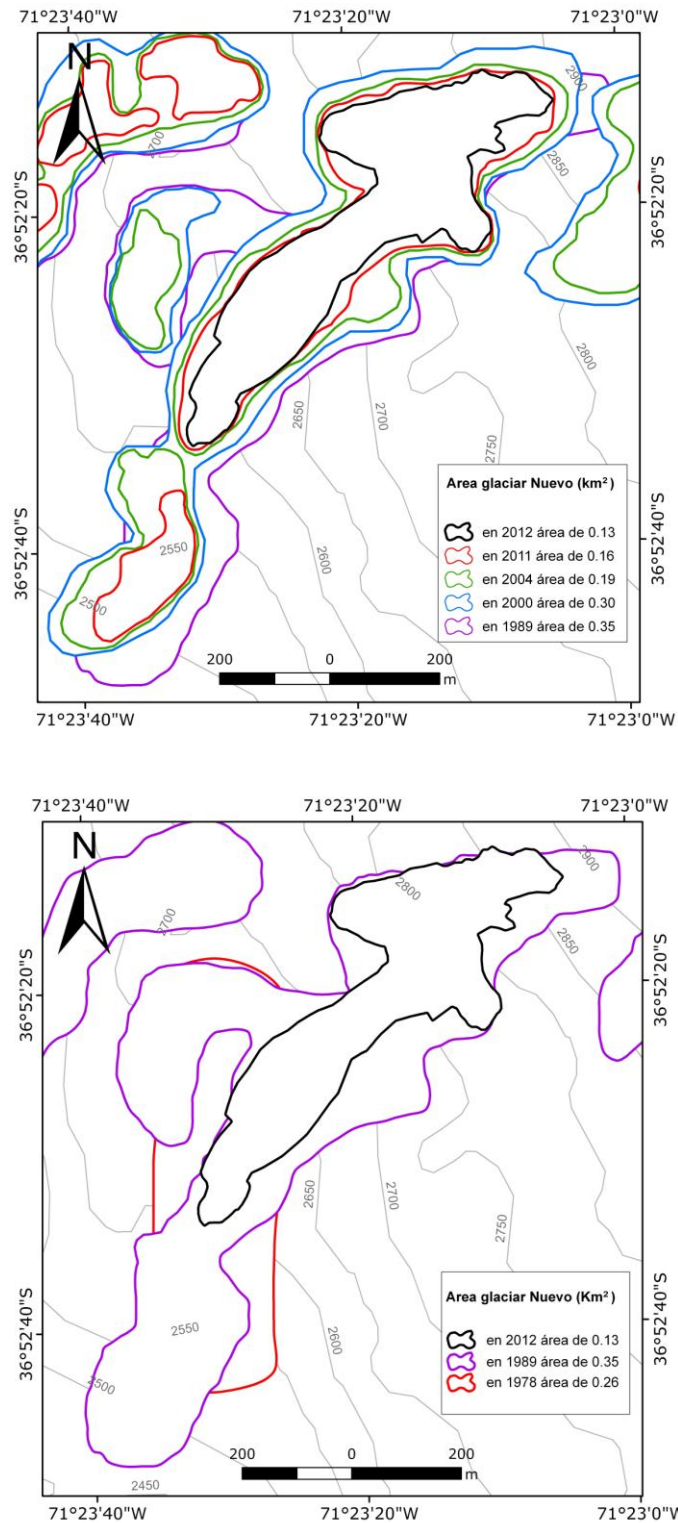 71°23'40"W 71°23'20"W 71°23'0"W
N
2900
2700
2850
36°52'20"S 36°52'20"S
2800
2650
2700
2750
Area glaciar Nuevo (km²)
36°52'40"S 36°52'40"S
en 2012 área de 0.13
2550
en 2011 área de 0.16
2600
en 2004 área de 0.19
2500
en 2000 área de 0.30
en 1989 área de 0.35
200 0 200
m
71°23'40"W 71°23'20"W 71°23'0"W
71°23'40"W 71°23'20"W 71°23'0"W
N
2900
2800
2700
2850
36°52'20"S 36°52'20"S
2650
2700
2750
Area glaciar Nuevo (Km²)
36°52'40"S 36°52'40"S
2550
2600
en 2012 área de 0.13
en 1989 área de 0.35
2500
en 1978 área de 0.26
200 0 200
m
2450
71°23'40"W 71°23'20"W 71°23'0"W